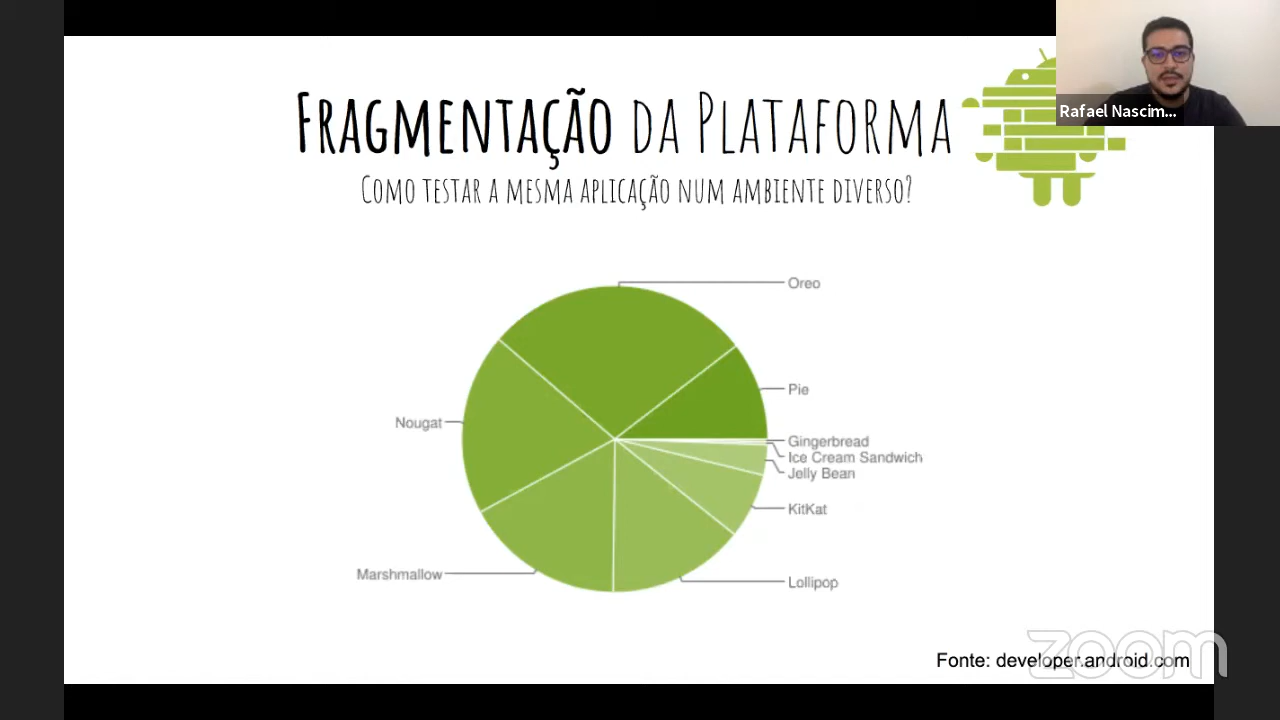 Fragmentação da Plataforma
Como testar a mesma aplicação num ambiente diverso?
Rafael Nascim...
Oreo
Pie
Nougat
Gingerbread
Ice Cream Sandwich
Jelly Bean
KitKat
Marshmallow
Lollipop
Fonte: developer.android.com
zoom